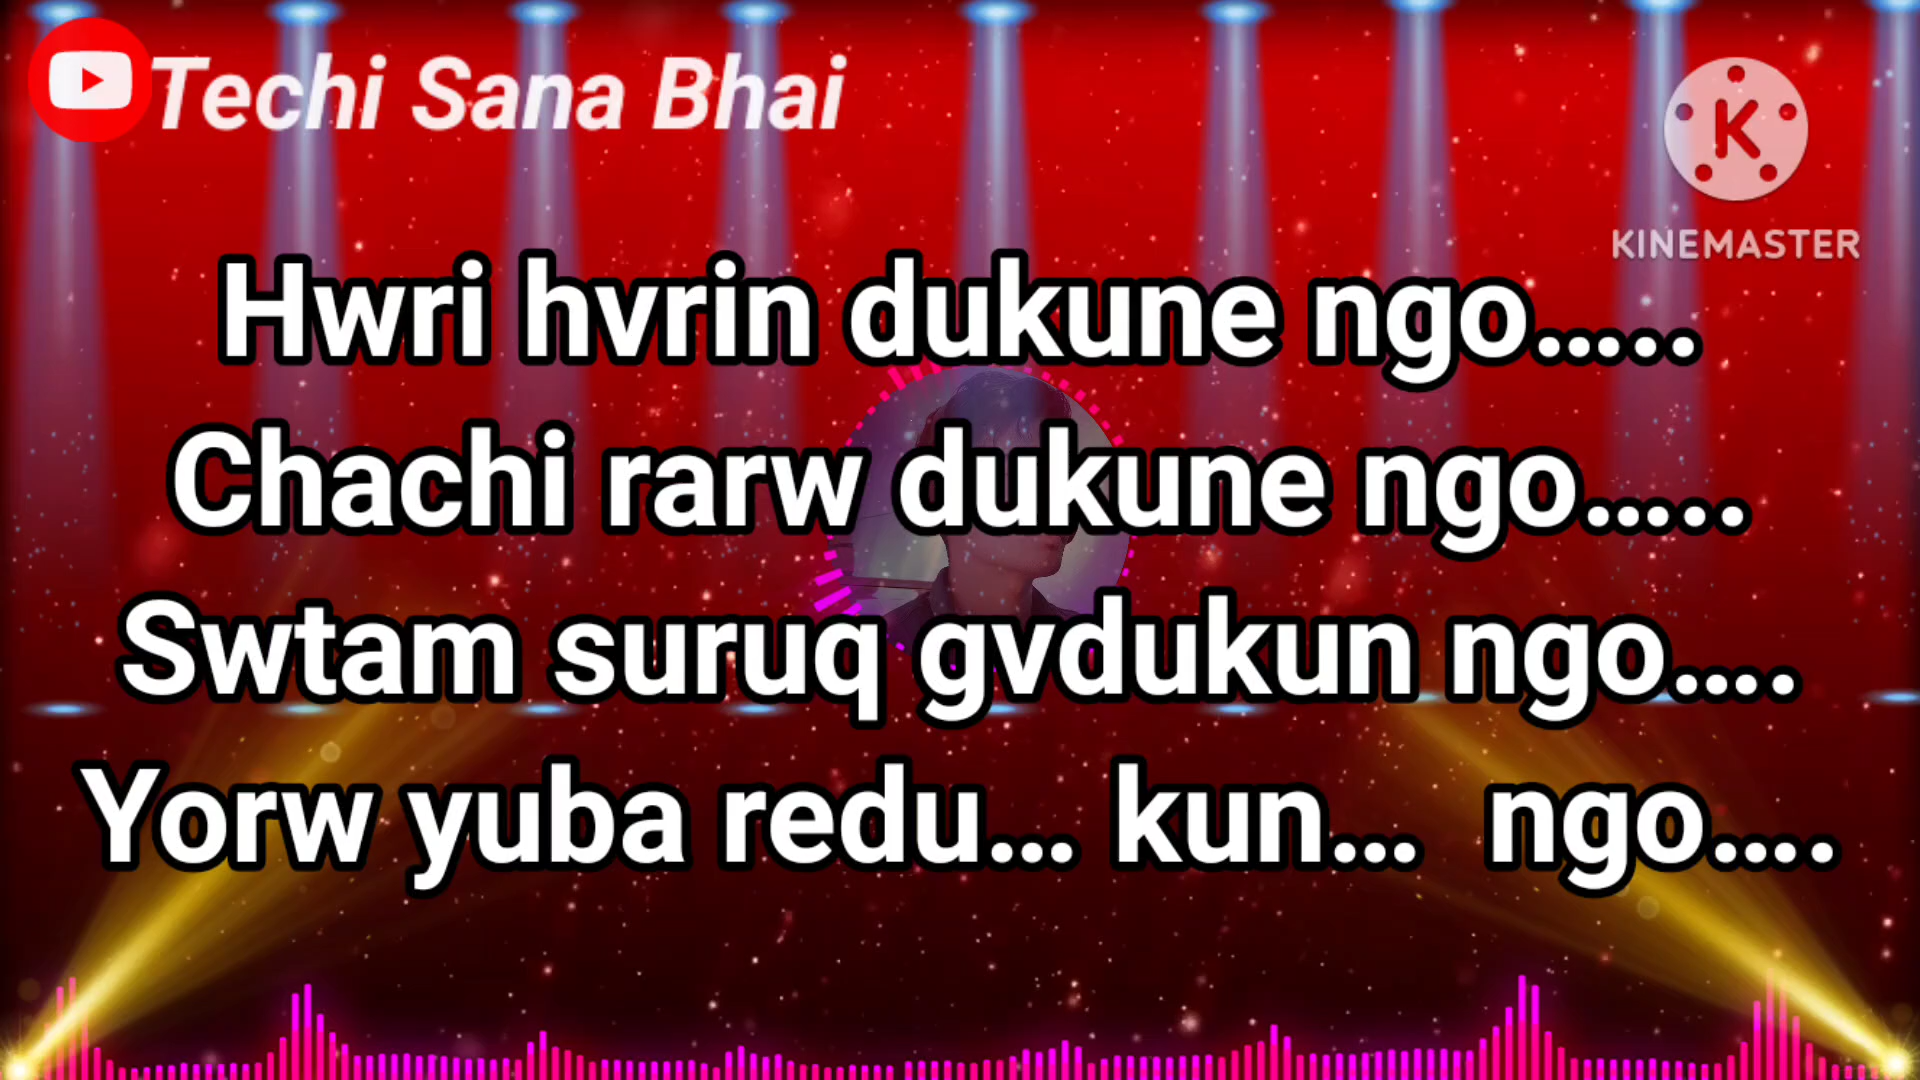 Techi Sana Bhai
KINEMASTER
Hwri hvrin dukune ngo.....
Chachi rarw dukune ngo.....
Swtam suruq gvdukun ngo....
Yorw yuba redu... kun... ngo....